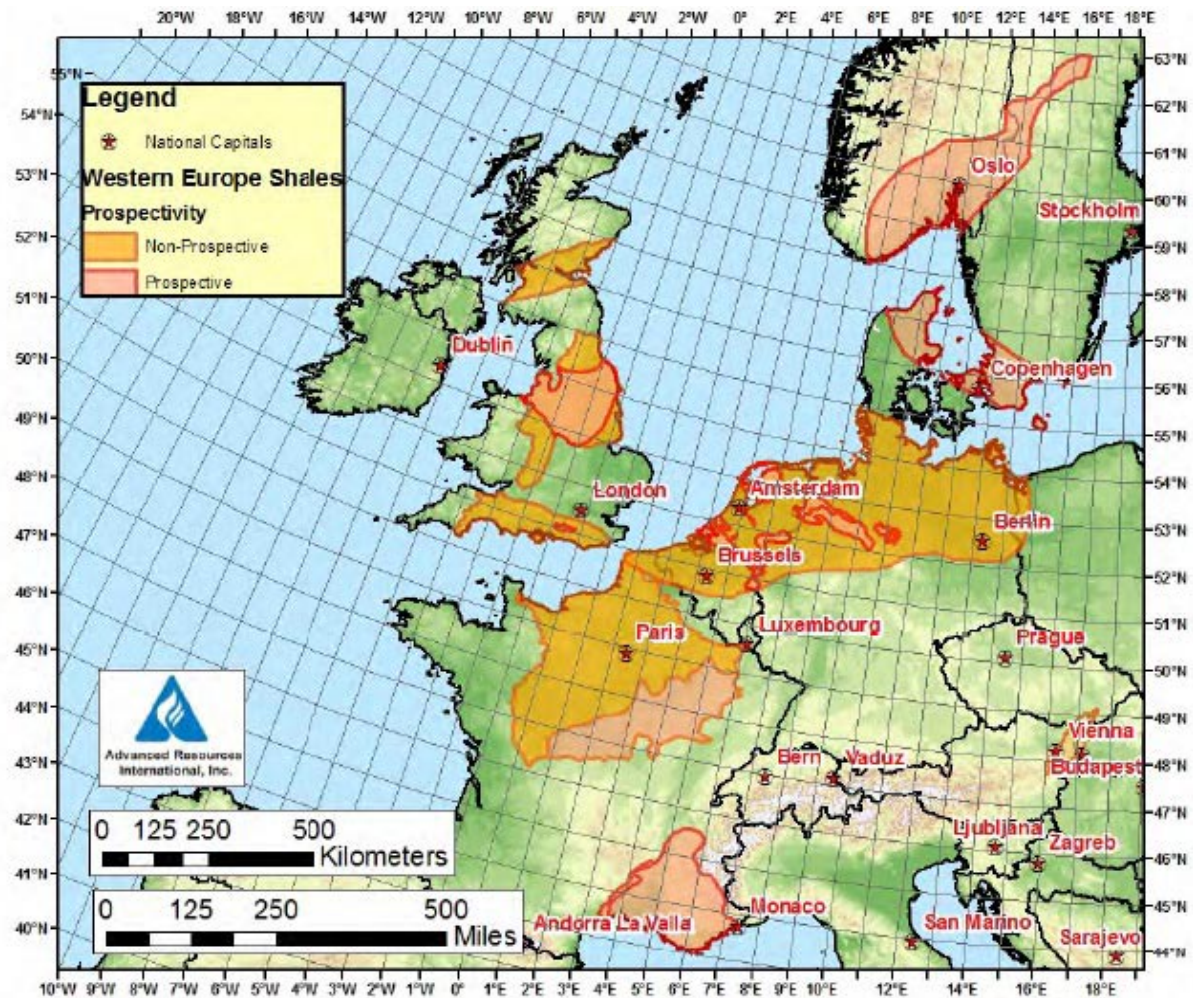 20°W 18°W 16°W 14°W 12°W 10°W 8°W 6°W 4°W 2°W 0° 2°E 4°E 6°E 8°E 10°E 12°E 14°E 16°E 18°E
55°N
54°N
53°N
52°N
51°N
50°N
49°N
48°N
47°N
46°N
45°N
44°N
43°N
42°N
41°N
40°N
63°N
62°N
61°N
60°N
59°N
58°N
57°N
56°N
55°N
54°N
53°N
52°N
51°N
50°N
49°N
48°N
47°N
46°N
45°N
44°N
Legend
National Capitals
Western Europe Shales
Prospectivity
Non-Prospective
Prospective
Oslo
Stockholm
Dublin
Copenhagen
London
Amsterdam
Berlin
Brussels
Paris
Luxembourg
Prague
Vienna
Bern
Vaduz
Budapest
Ljubljana
Zagreb
Andorra La Valla
Monaco
San Marino
Sarajevo
Advanced Resources
International, Inc.
0 125 250 500
Kilometers
0 125 250 500
Miles
10°W 9°W 8°W 7°W 6°W 5°W 4°W 3°W 2°W 1°W 0° 1°E 2°E 3°E 4°E 5°E 6°E 7°E 8°E 9°E 10°E 11°E 12°E 13°E 14°E 15°E 16°E 18°E